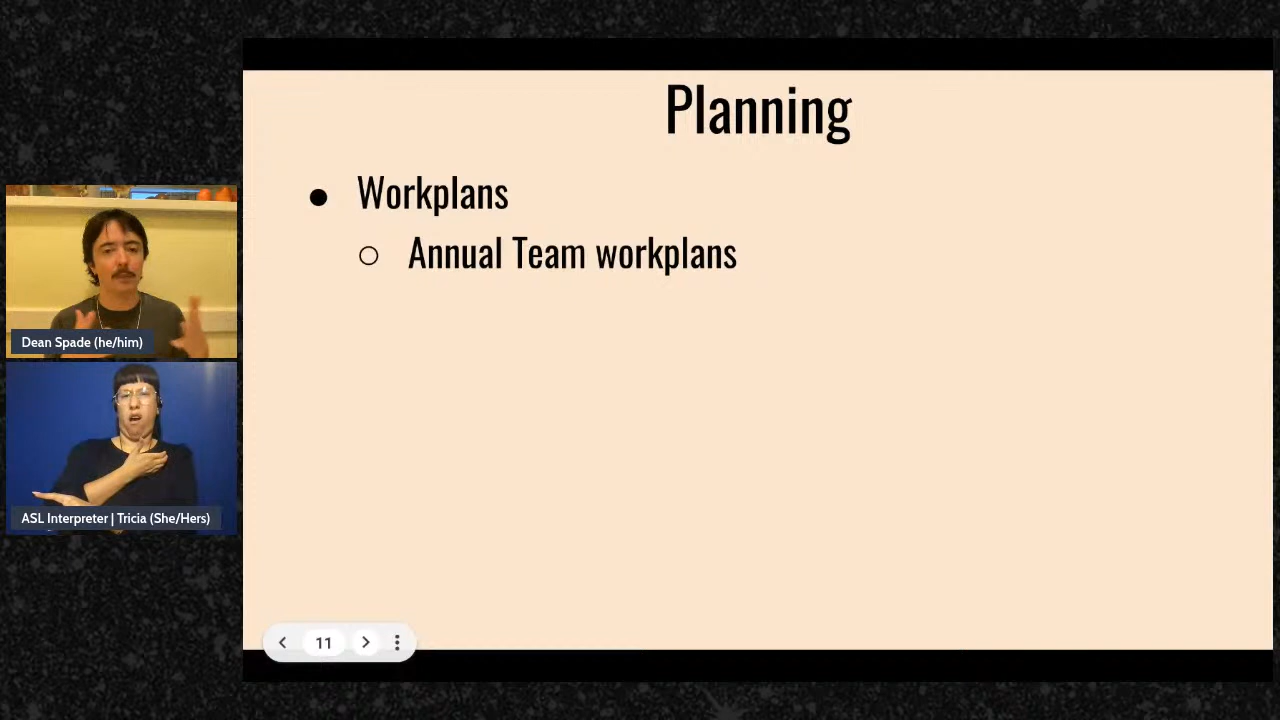 Planning
● Workplans
○ Annual Team workplans
Dean Spade (he/him)
ASL Interpreter | Tricia (She/Hers)
11